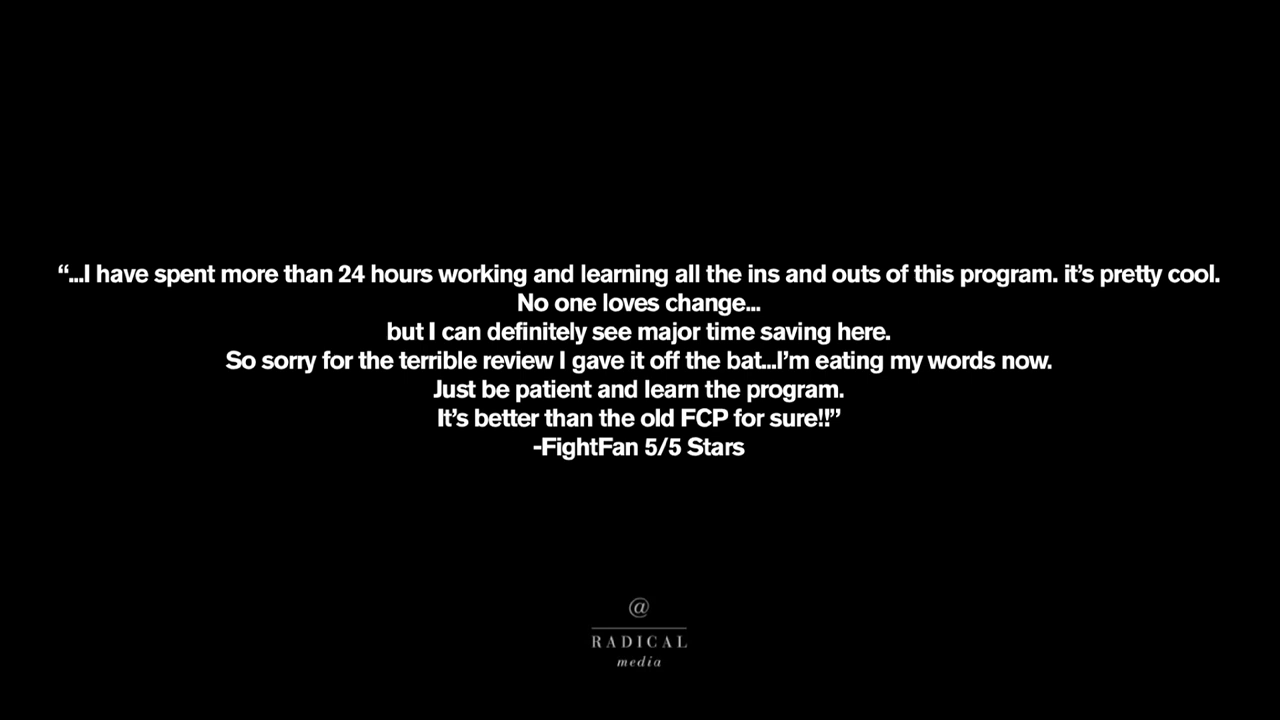 “...I have spent more than 24 hours working and learning all the ins and outs of this program. it’s pretty cool.
No one loves change...
but I can definitely see major time saving here.
So sorry for the terrible review I gave it off the bat...I’m eating my words now.
Just be patient and learn the program.
It’s better than the old FCP for sure!!”
-FightFan 5/5 Stars
@
RADICAL
media